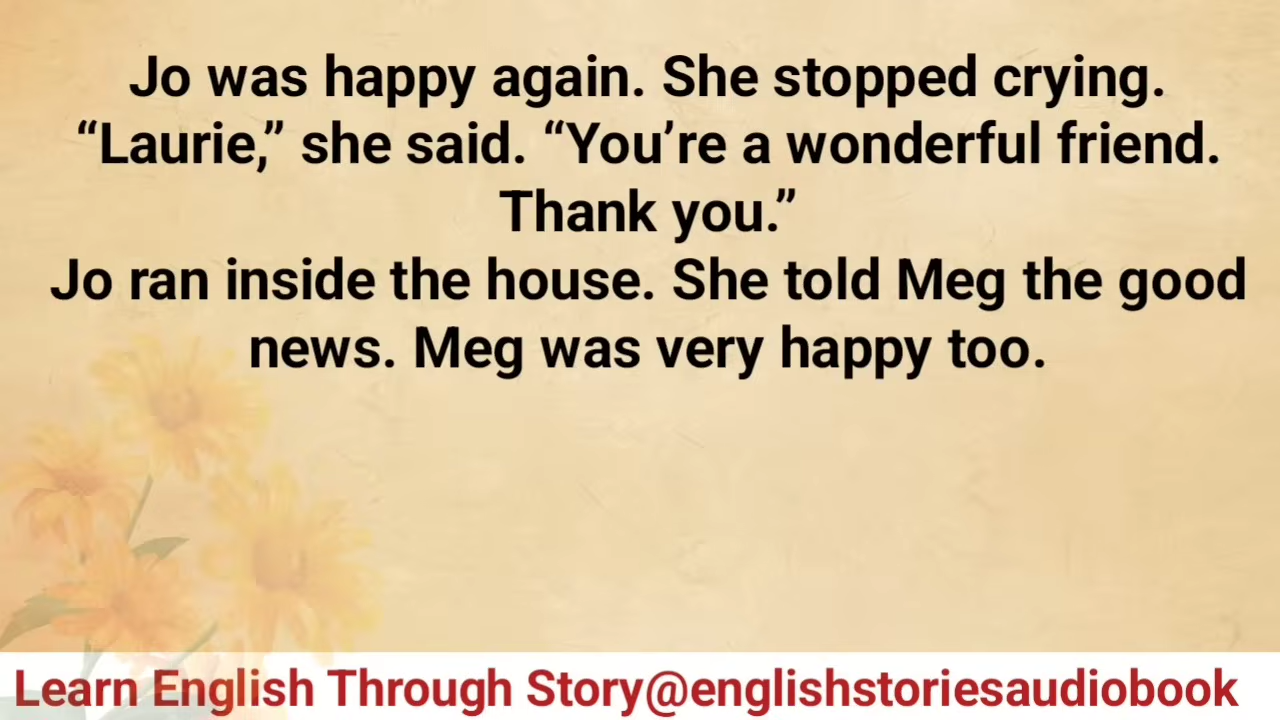 Jo was happy again. She stopped crying.
“Laurie,” she said. “You’re a wonderful friend.
Thank you.”
Jo ran inside the house. She told Meg the good
news. Meg was very happy too.
Learn English Through Story@englishstoriesaudiobook